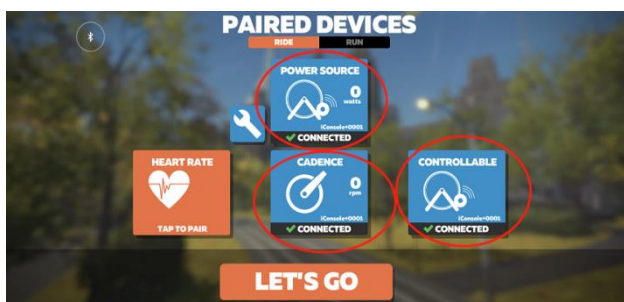 PAIRED DEVICES
RIDE RUN
POWER SOURCE
0
watts
iConsole+0001
CONNECTED
HEART RATE
TAP TO PAIR
CADENCE
0
rpm
iConsole+0001
CONNECTED
CONTROLLABLE
iConsole+0001
CONNECTED
LET'S GO